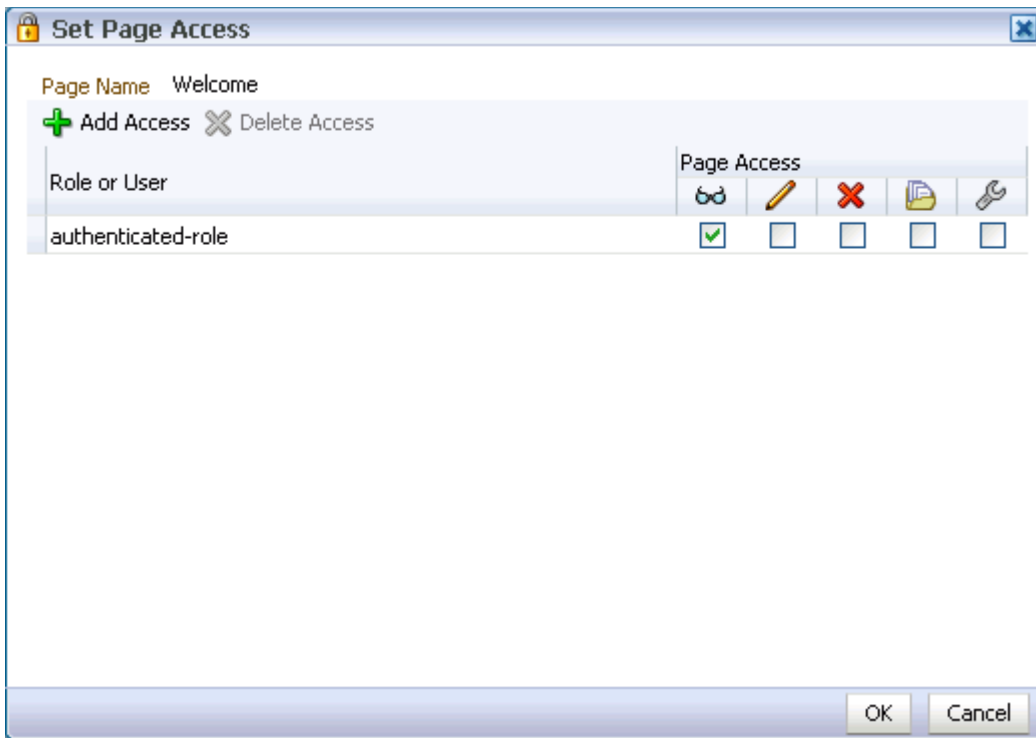 Set Page Access
Page Name Welcome
Add Access Delete Access
Role or User
Page Access
authenticated-role
OK Cancel